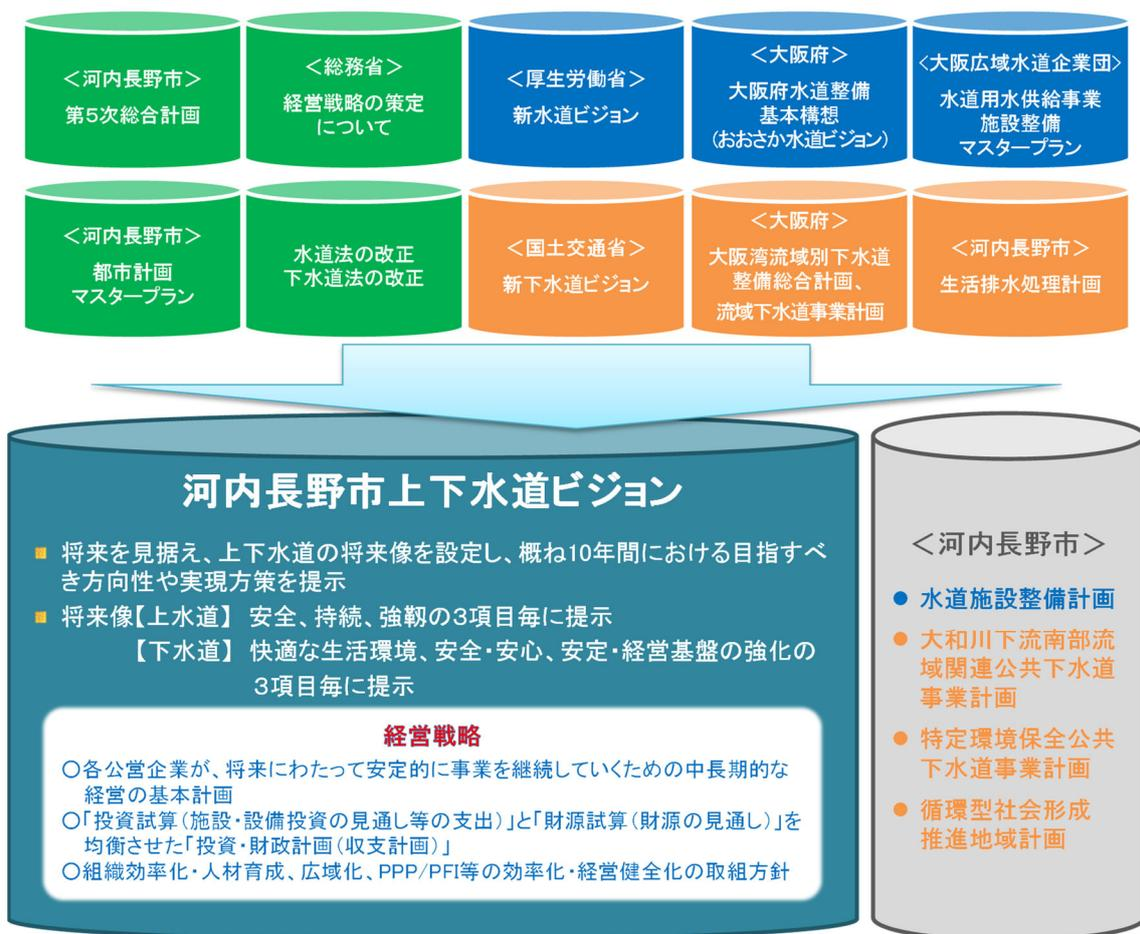 ＜河内長野市＞
第5次総合計画
＜総務省＞
経営戦略の策定
について
＜厚生労働省＞
新水道ビジョン
＜大阪府＞
大阪府水道整備
基本構想
(おおさか水道ビジョン)
＜大阪広域水道企業団＞
水道用水供給事業
施設整備
マスタープラン
＜河内長野市＞
都市計画
マスタープラン
水道法の改正
下水道法の改正
＜国土交通省＞
新下水道ビジョン
＜大阪府＞
大阪湾流域別下水道
整備総合計画、
流域下水道事業計画
＜河内長野市＞
生活排水処理計画
河内長野市上下水道ビジョン
将来を見据え、上下水道の将来像を設定し、概ね10年間における目指すべ
き方向性や実現方策を提示
将来像【上水道】 安全、持続、強靱の3項目毎に提示
【下水道】 快適な生活環境、安全・安心、安定・経営基盤の強化の
3項目毎に提示
経営戦略
○各公営企業が、将来にわたって安定的に事業を継続していくための中長期的な
経営の基本計画
○「投資試算(施設・設備投資の見通し等の支出)」と「財源試算(財源の見通し)」を
均衡させた「投資・財政計画(収支計画)」
○組織効率化・人材育成、広域化、PPP/PFI等の効率化・経営健全化の取組方針
＜河内長野市＞
● 水道施設整備計画
● 大和川下流南部流
域関連公共下水道
事業計画
● 特定環境保全公共
下水道事業計画
● 循環型社会形成
推進地域計画